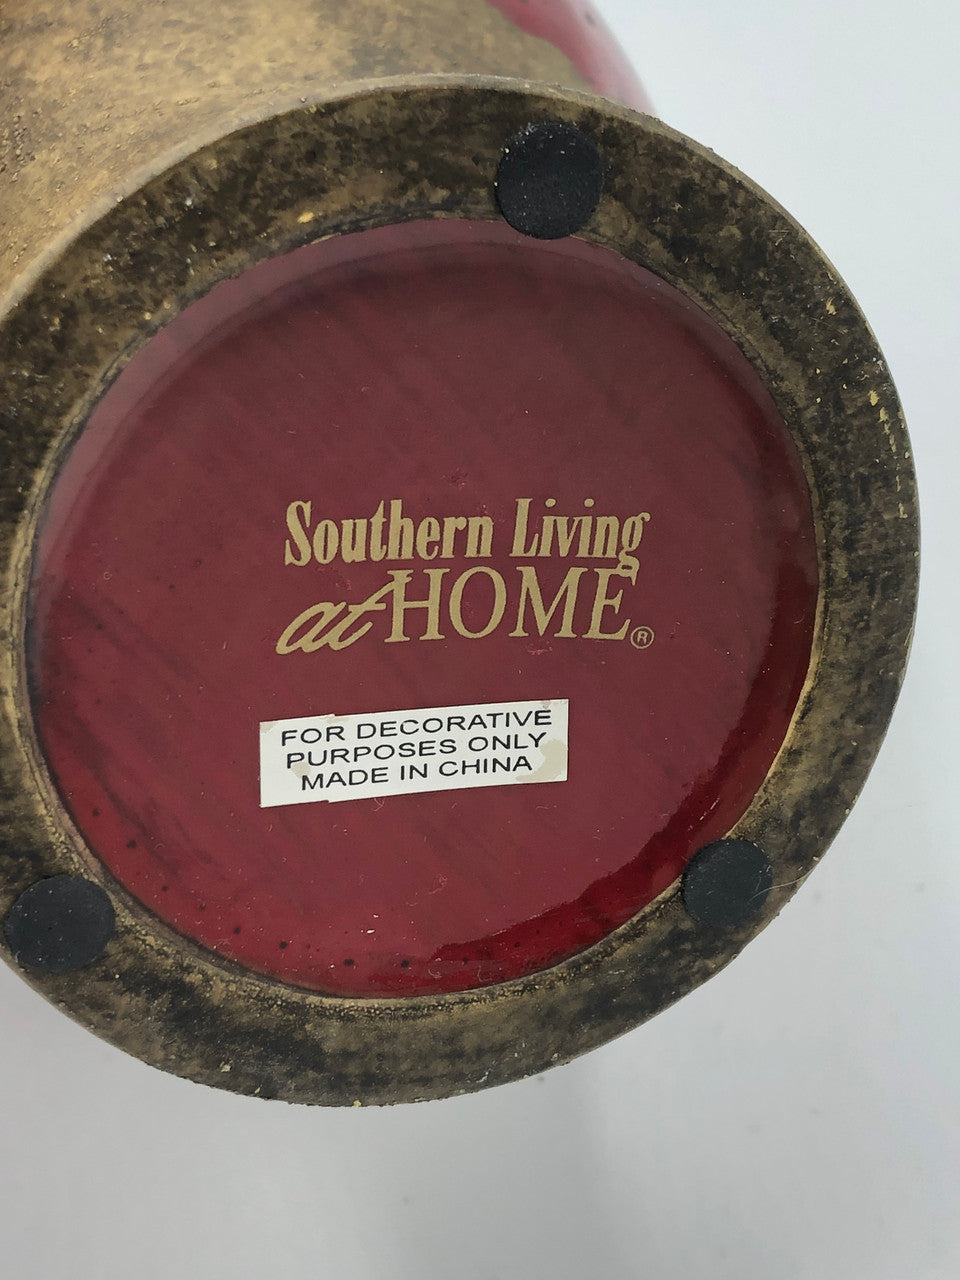 Southern Living
at HOME®
FOR DECORATIVE
PURPOSES ONLY
MADE IN CHINA